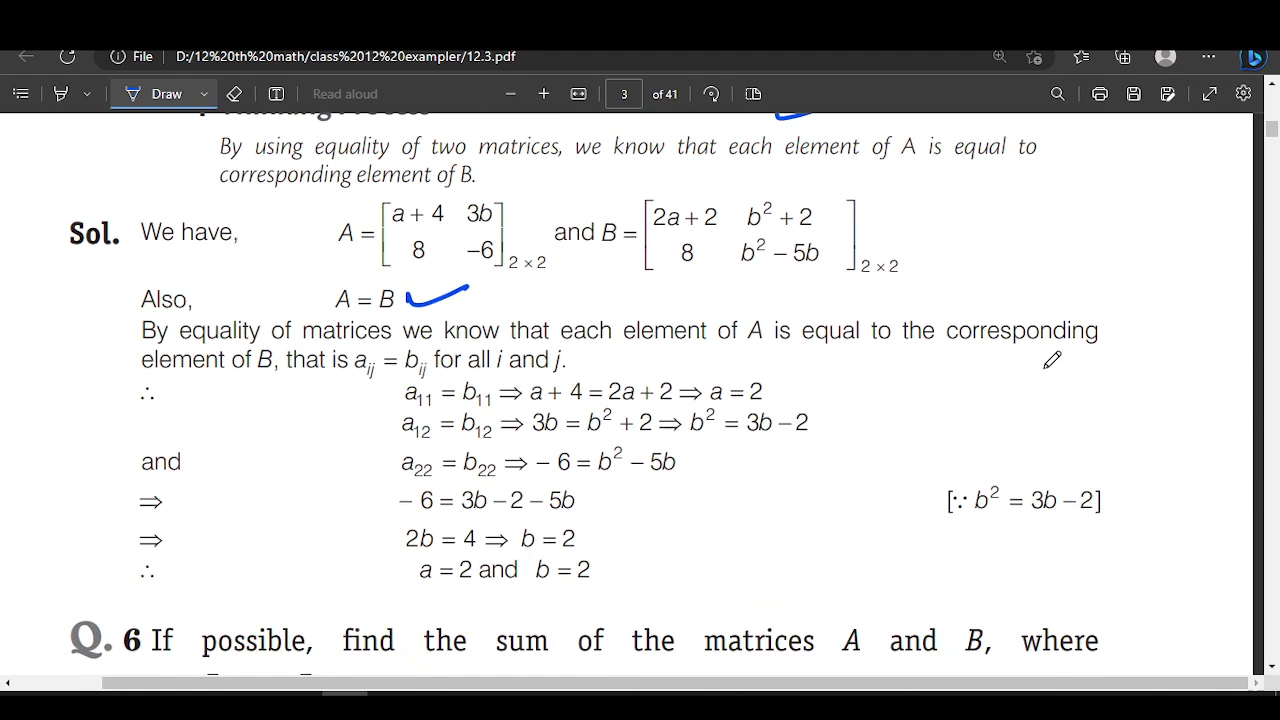 File D:/12%20th%20math/class%2012%20exampler/12.3.pdf
Draw Read aloud 3 of 41
By using equality of two matrices, we know that each element of A is equal to
corresponding element of B.
Sol. We have, A = [a + 4 3b 8 –6]2 × 2 and B = [2a + 2 b² + 2 8 b² – 5b]2 × 2
Also, A = B
By equality of matrices we know that each element of A is equal to the corresponding
element of B, that is aij = bij for all i and j.
∴ a11 = b11 ⇒ a + 4 = 2a + 2 ⇒ a = 2
a12 = b12 ⇒ 3b = b² + 2 ⇒ b² = 3b – 2
and a22 = b22 ⇒ – 6 = b² – 5b
⇒ – 6 = 3b – 2 – 5b [∵ b² = 3b – 2]
⇒ 2b = 4 ⇒ b = 2
∴ a = 2 and b = 2
Q. 6 If possible, find the sum of the matrices A and B, where